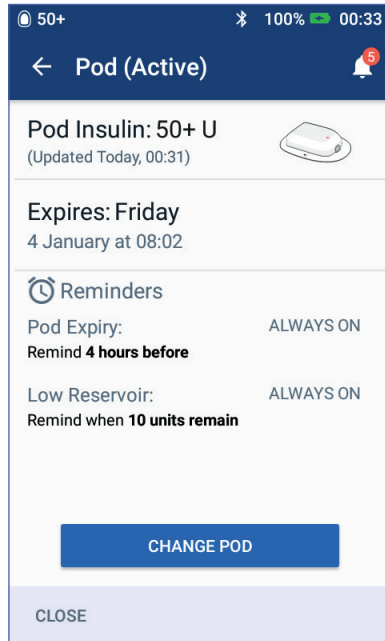 50+ 100% 00:33
Pod (Active) 5
Pod Insulin: 50+ U
(Updated Today, 00:31)
Expires: Friday
4 January at 08:02
Reminders
Pod Expiry: ALWAYS ON
Remind 4 hours before
Low Reservoir: ALWAYS ON
Remind when 10 units remain
CHANGE POD
CLOSE